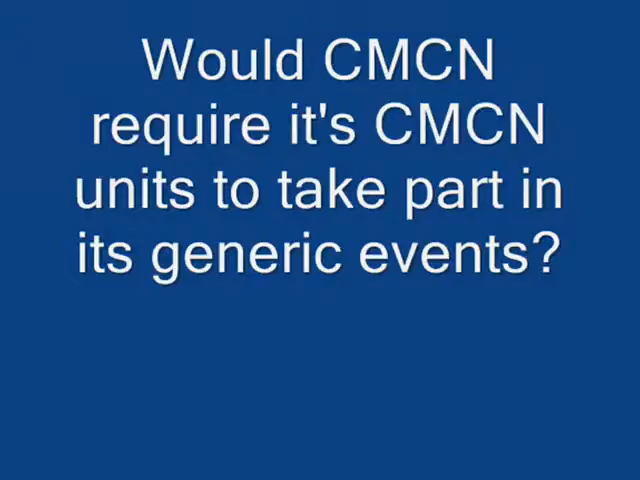 Would CMCN
require it's CMCN
units to take part in
its generic events?